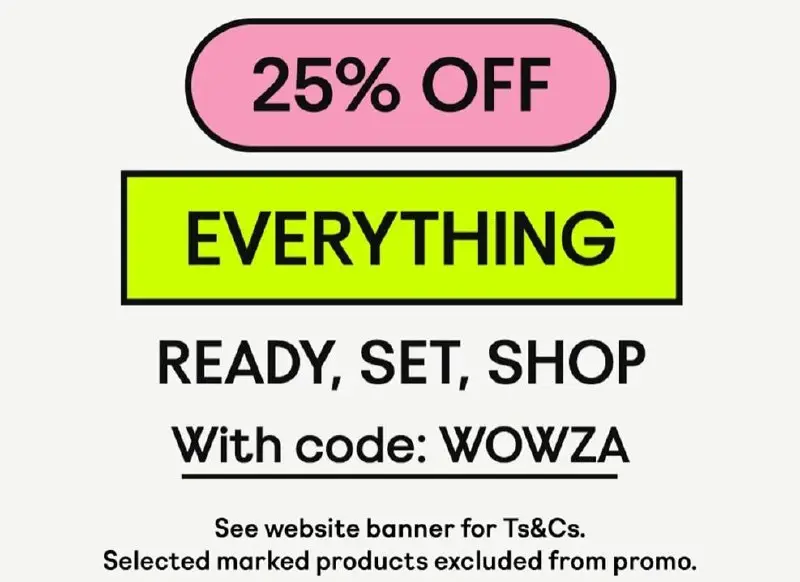 25% OFF
EVERYTHING
READY, SET, SHOP
With code: WOWZA
See website banner for Ts&Cs.
Selected marked products excluded from promo.